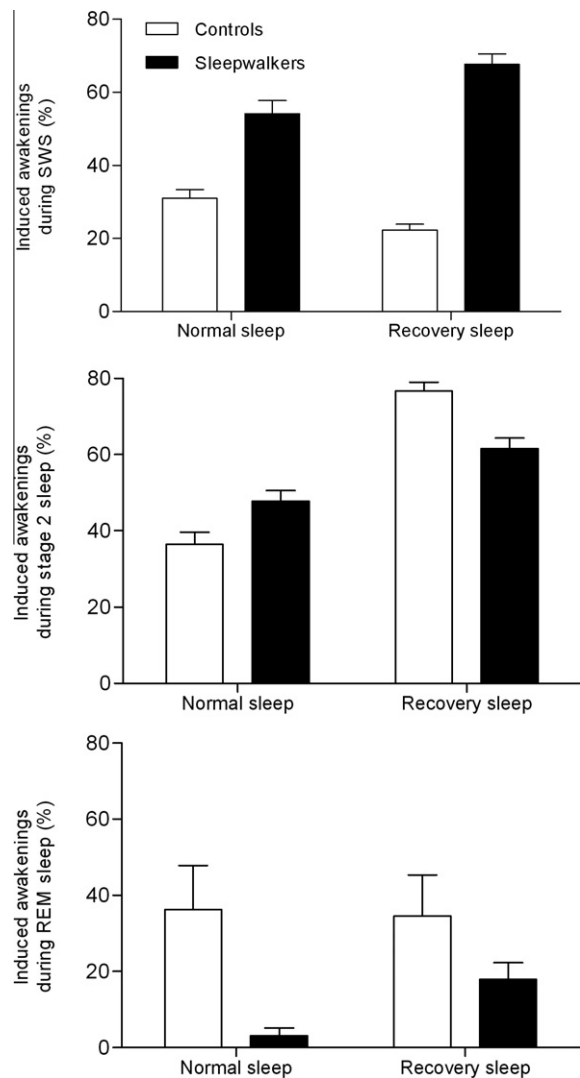 Controls
Sleepwalkers
Induced awakenings
during SWS (%)
80
60
40
20
0
Normal sleep
Recovery sleep
Induced awakenings
during stage 2 sleep (%)
80
60
40
20
0
Normal sleep
Recovery sleep
Induced awakenings
during REM sleep (%)
80
60
40
20
0
Normal sleep
Recovery sleep